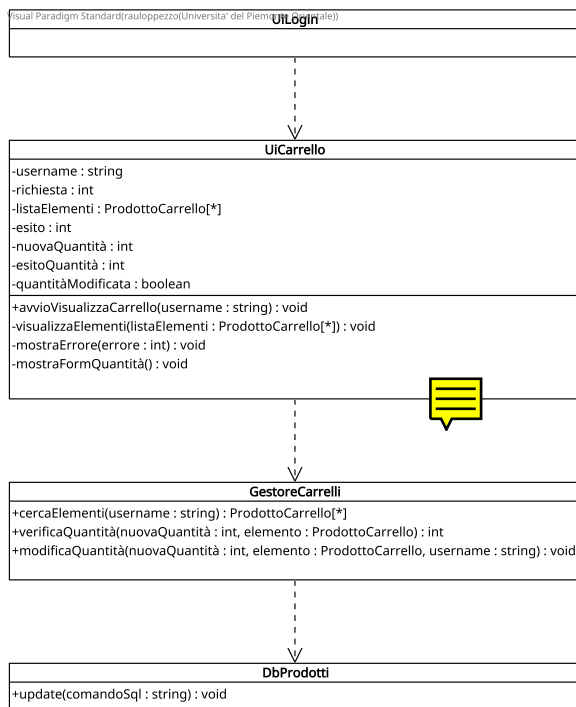 Visual Paradigm Standard(rauloppezzo(Universita' del Piemonte Orientale))
UiLogin
UiCarrello
-username : string
-richiesta : int
-listaElementi : ProdottoCarrello[*]
-esito : int
-nuovaQuantità : int
-esitoQuantità : int
-quantitàModificata : boolean
+avvioVisualizzaCarrello(username : string) : void
-visualizzaElementi(listaElementi : ProdottoCarrello[*]) : void
-mostraErrore(errore : int) : void
-mostraFormQuantità() : void
GestoreCarrelli
+cercaElementi(username : string) : ProdottoCarrello[*]
+verificaQuantità(nuovaQuantità : int, elemento : ProdottoCarrello) : int
+modificaQuantità(nuovaQuantità : int, elemento : ProdottoCarrello, username : string) : void
DbProdotti
+update(comandoSql : string) : void